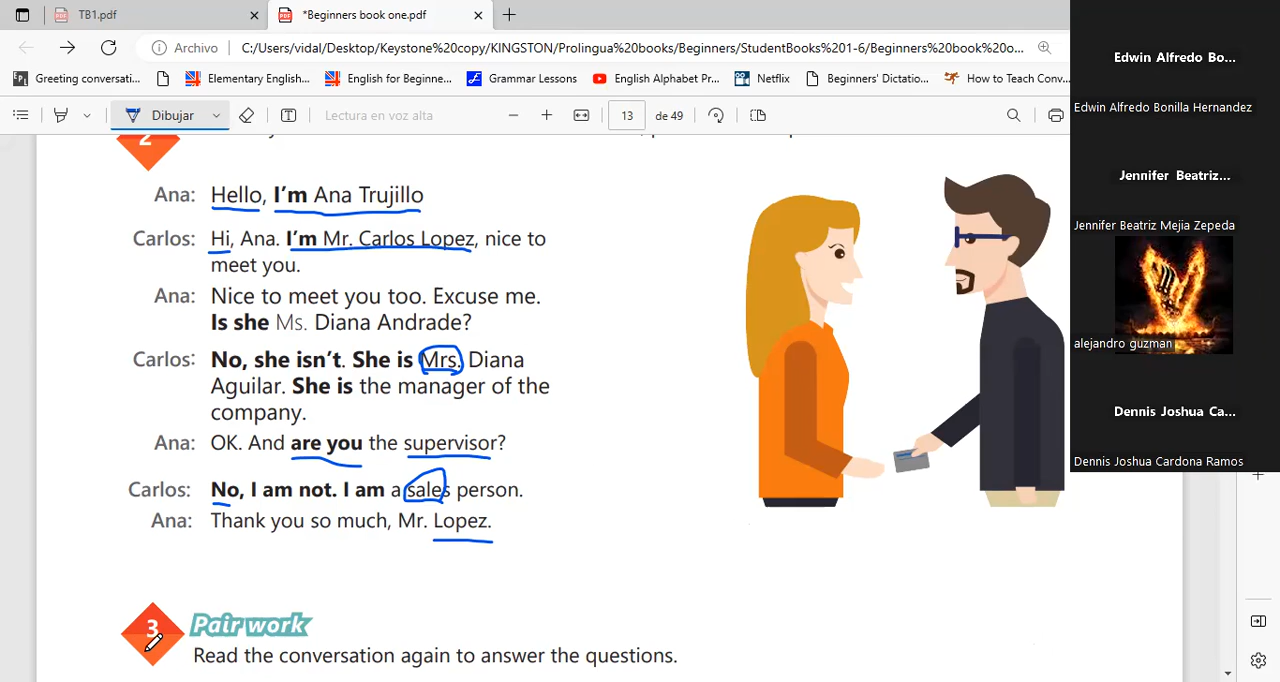 TB1.pdf
*Beginners book one.pdf
Archivo C:/Users/vidal/Desktop/Keystone%20copy/KINGSTON/Prolingua%20books/Beginners/StudentBooks%201-6/Beginners%20book%20o...
Greeting conversati... Elementary English... English for Beginne... Grammar Lessons English Alphabet Pr... Netflix Beginners' Dictatio... How to Teach Conv...
Dibujar Lectura en voz alta 13 de 49
2
Ana: Hello, I'm Ana Trujillo
Carlos: Hi, Ana. I'm Mr. Carlos Lopez, nice to
meet you.
Ana: Nice to meet you too. Excuse me.
Is she Ms. Diana Andrade?
Carlos: No, she isn't. She is Mrs. Diana
Aguilar. She is the manager of the
company.
Ana: OK. And are you the supervisor?
Carlos: No, I am not. I am a sales person.
Ana: Thank you so much, Mr. Lopez.
3 Pair work
Read the conversation again to answer the questions.
Edwin Alfredo Bo...
Edwin Alfredo Bonilla Hernandez
Jennifer Beatriz...
Jennifer Beatriz Mejia Zepeda
alejandro guzman
Dennis Joshua Ca...
Dennis Joshua Cardona Ramos